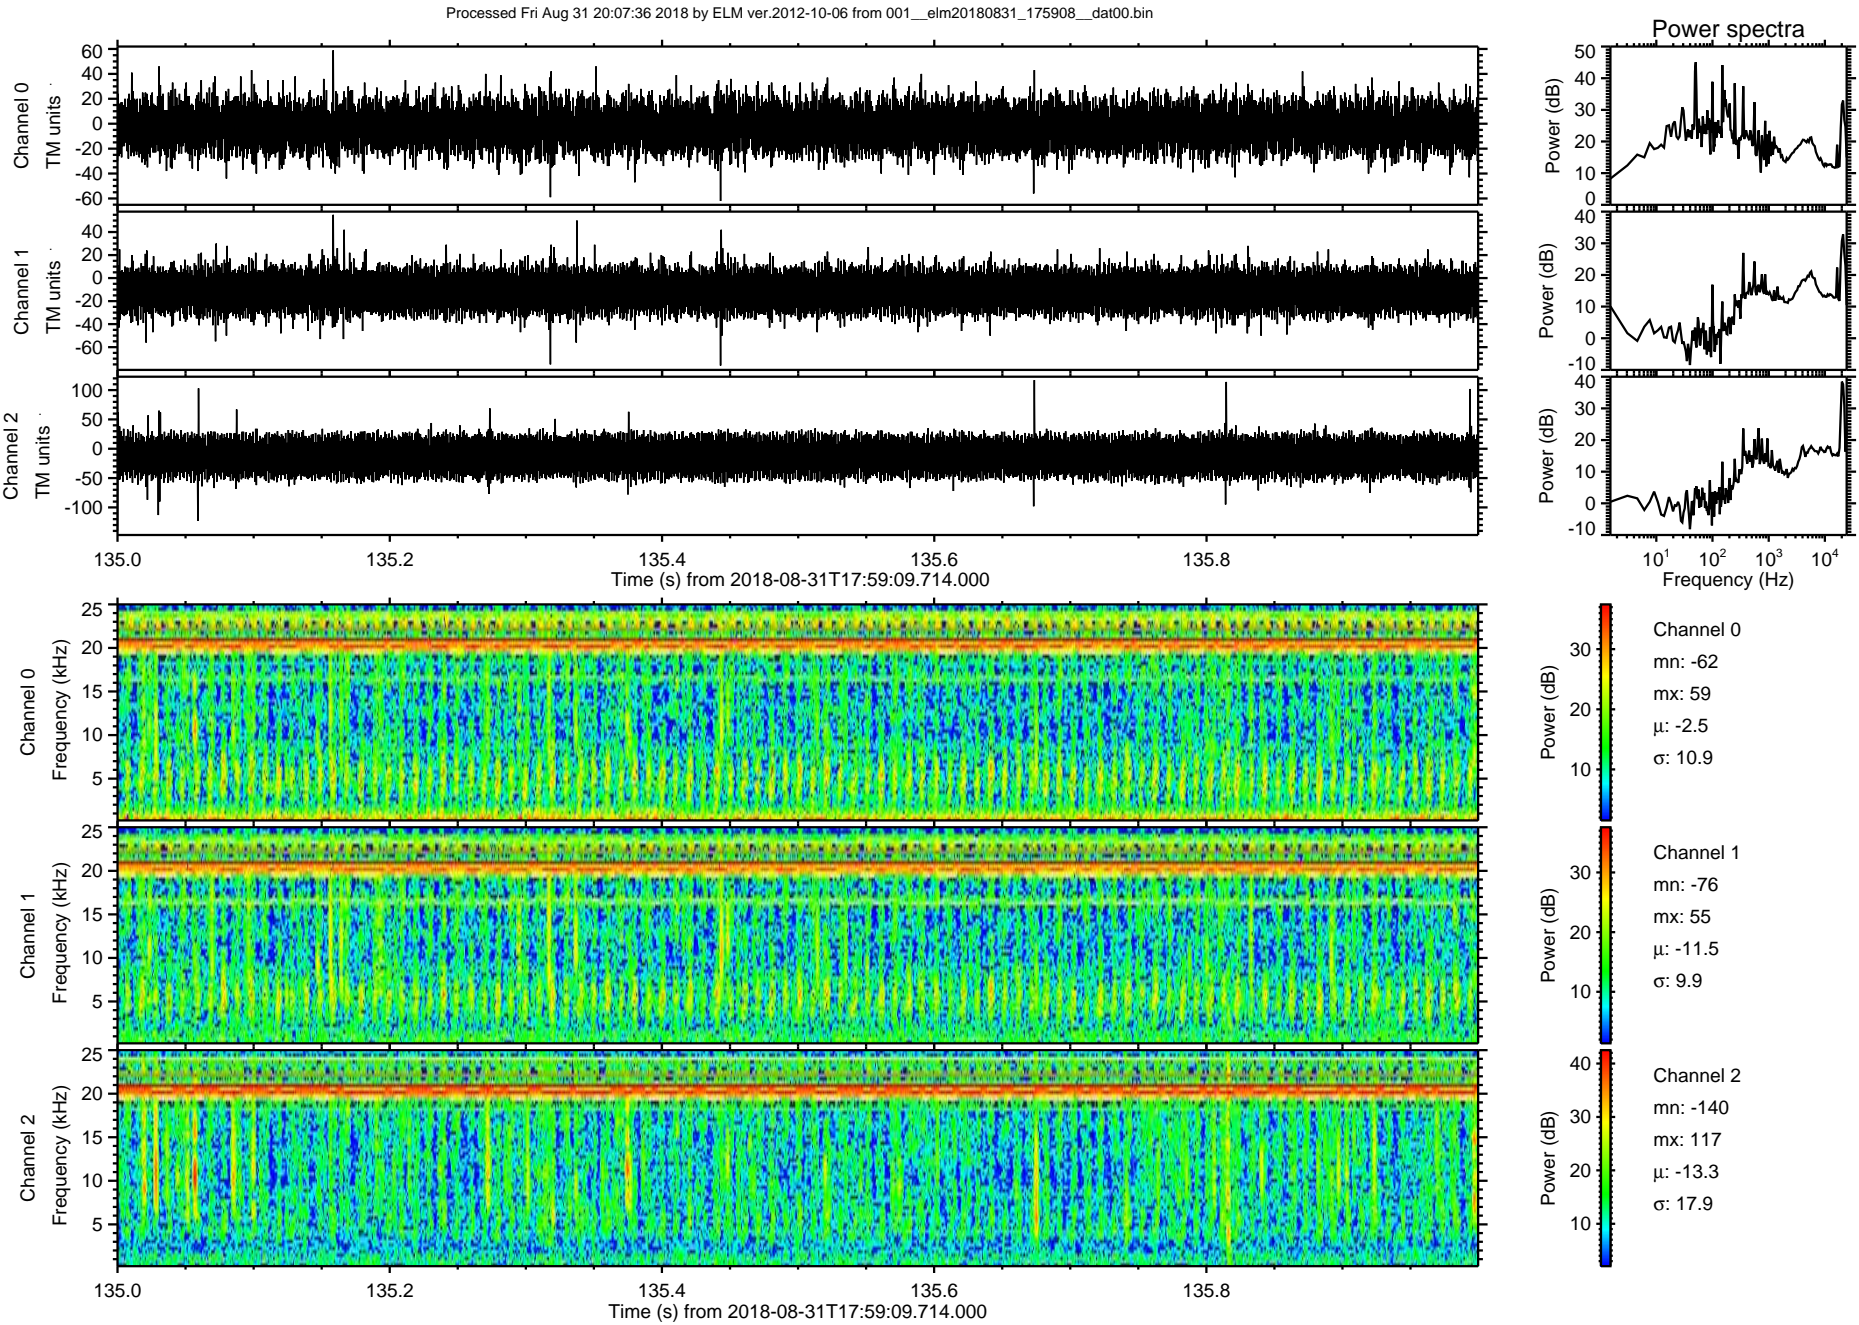 Processed Fri Aug 31 20:07:36 2018 by ELM ver.2012-10-06 from 001__elm20180831_175908__dat00.bin
Power spectra
Channel 0
TM units
60
40
20
0
-20
-40
-60
Power (dB)
50
40
30
20
10
0
Channel 1
TM units
40
20
0
-20
-40
-60
Power (dB)
40
30
20
10
0
-10
Channel 2
TM units
100
50
0
-50
-100
Power (dB)
40
30
20
10
0
-10
135.0 135.2 135.4 135.6 135.8
Time (s) from 2018-08-31T17:59:09.714.000
10^1 10^2 10^3 10^4
Frequency (Hz)
Channel 0
Frequency (kHz)
25
20
15
10
5
Power (dB)
30
20
10
Channel 0
mn: -62
mx: 59
μ: -2.5
σ: 10.9
Channel 1
Frequency (kHz)
25
20
15
10
5
Power (dB)
30
20
10
Channel 1
mn: -76
mx: 55
μ: -11.5
σ: 9.9
Channel 2
Frequency (kHz)
25
20
15
10
5
Power (dB)
40
30
20
10
Channel 2
mn: -140
mx: 117
μ: -13.3
σ: 17.9
135.0 135.2 135.4 135.6 135.8
Time (s) from 2018-08-31T17:59:09.714.000